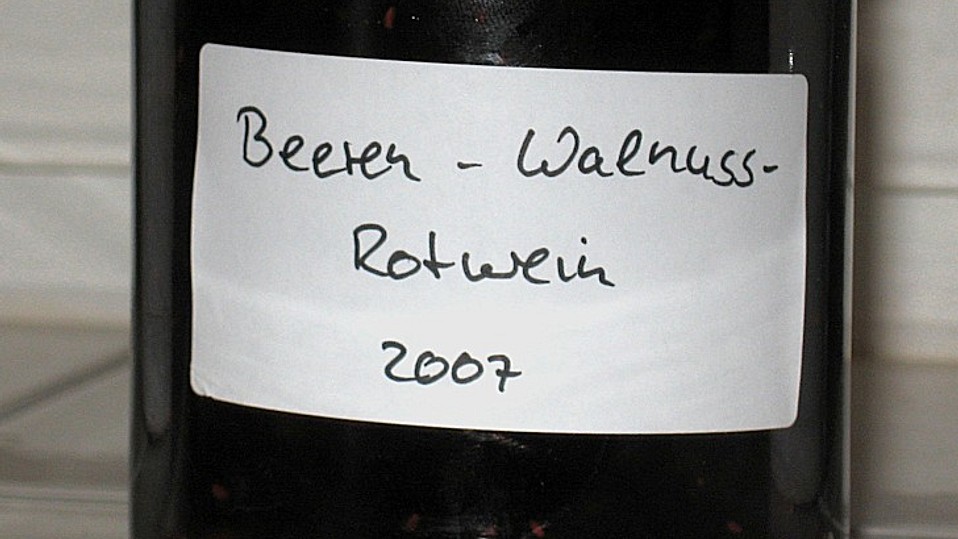 Beeren - Walnuss-
Rotwein
2007